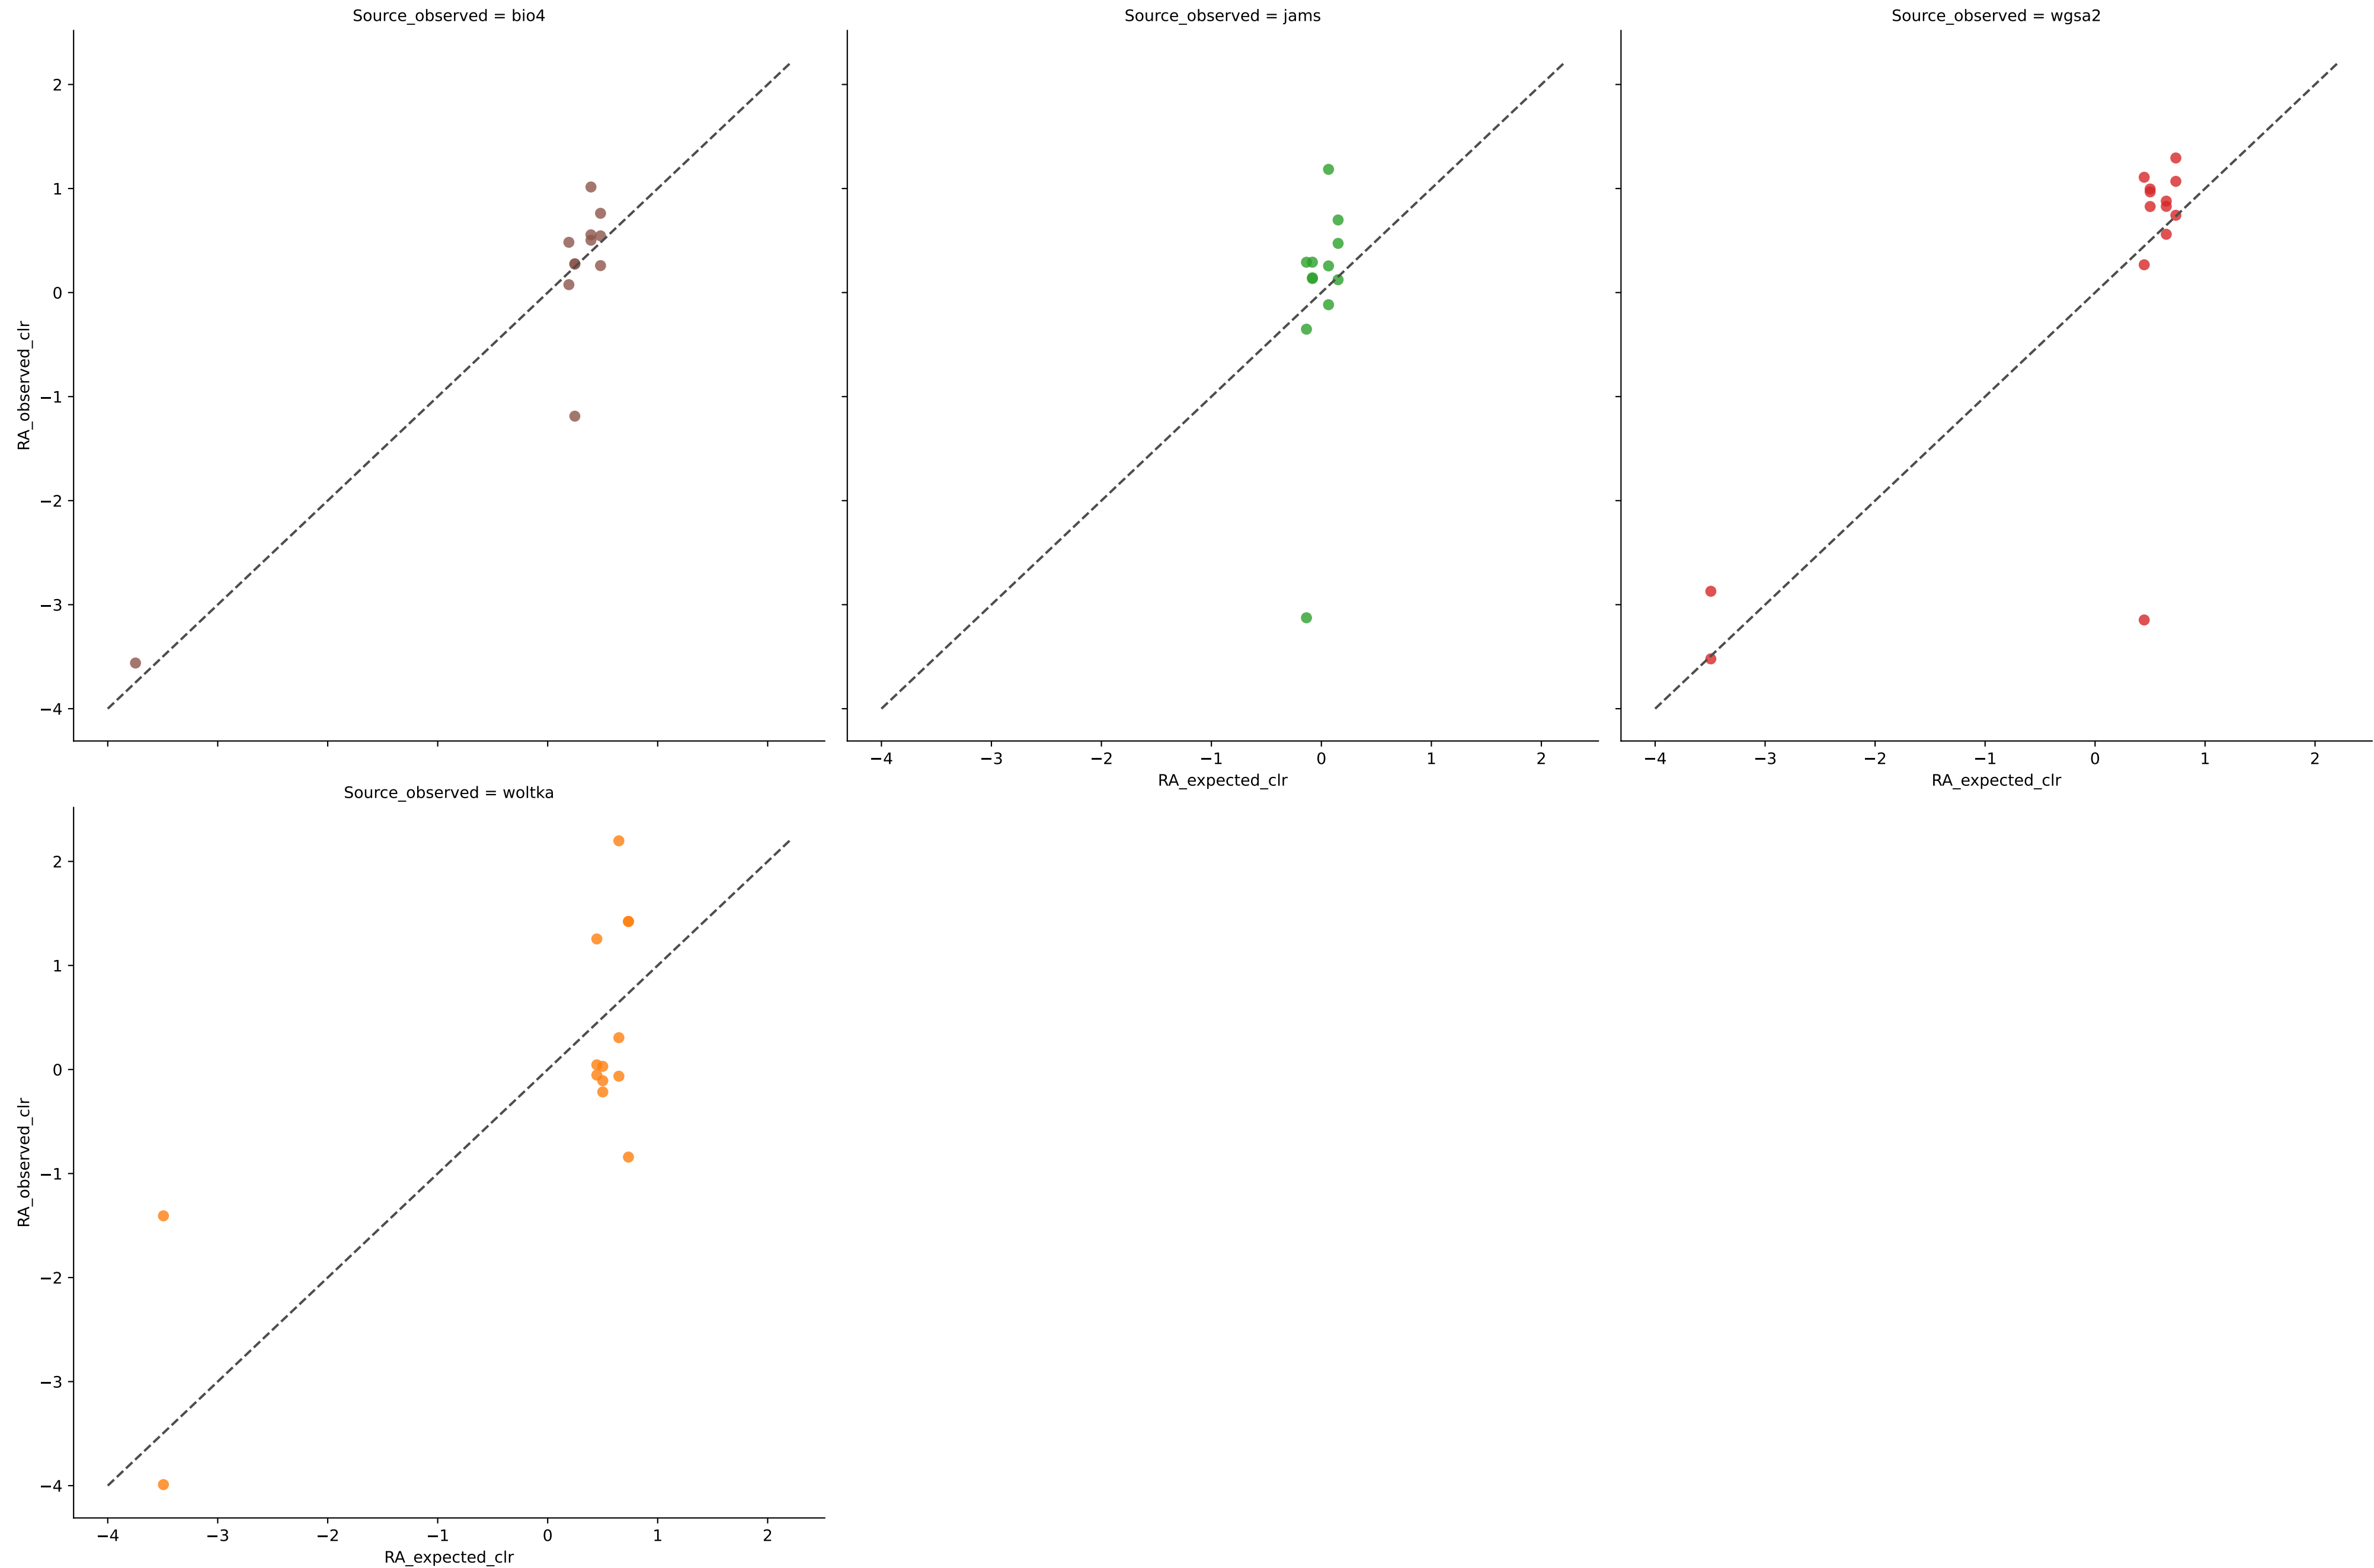 Source_observed = bio4
Source_observed = jams
Source_observed = wgsa2
2
1
0
−1
−2
−3
−4
RA_observed_clr
−4 −3 −2 −1 0 1 2
RA_expected_clr
−4 −3 −2 −1 0 1 2
RA_expected_clr
Source_observed = woltka
2
1
0
−1
−2
−3
−4
RA_observed_clr
−4 −3 −2 −1 0 1 2
RA_expected_clr